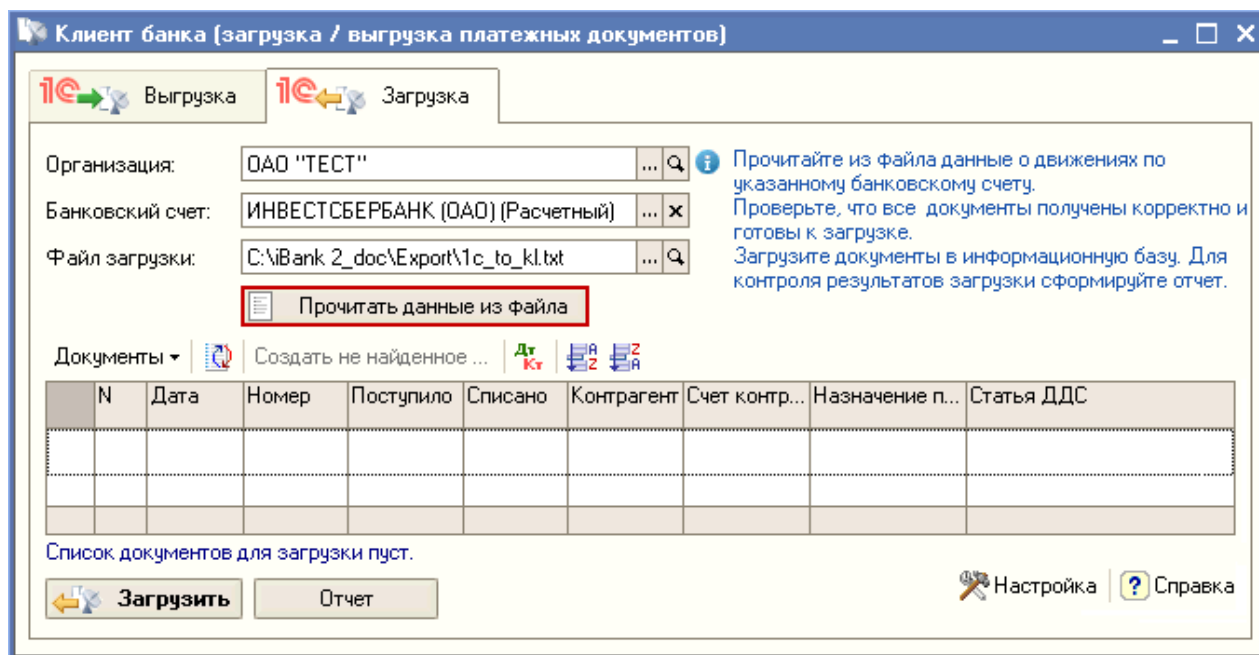 Клиент банка (загрузка / выгрузка платежных документов)
1С Выгрузка
1С Загрузка
Организация: ОАО "ТЕСТ" ...
Банковский счет: ИНВЕСТСБЕРБАНК (ОАО) (Расчетный) ...
Файл загрузки: C:\iBank 2_doc\Export\1c_to_kl.txt ...
Прочитайте из файла данные о движениях по
указанному банковскому счету.
Проверьте, что все документы получены корректно и
готовы к загрузке.
Загрузите документы в информационную базу. Для
контроля результатов загрузки сформируйте отчет.
Прочитать данные из файла
Документы Создать не найденное ... Дт Кт А Z Z А
N Дата Номер Поступило Списано Контрагент Счет контр... Назначение п... Статья ДДС
Список документов для загрузки пуст.
Загрузить Отчет Настройка ? Справка